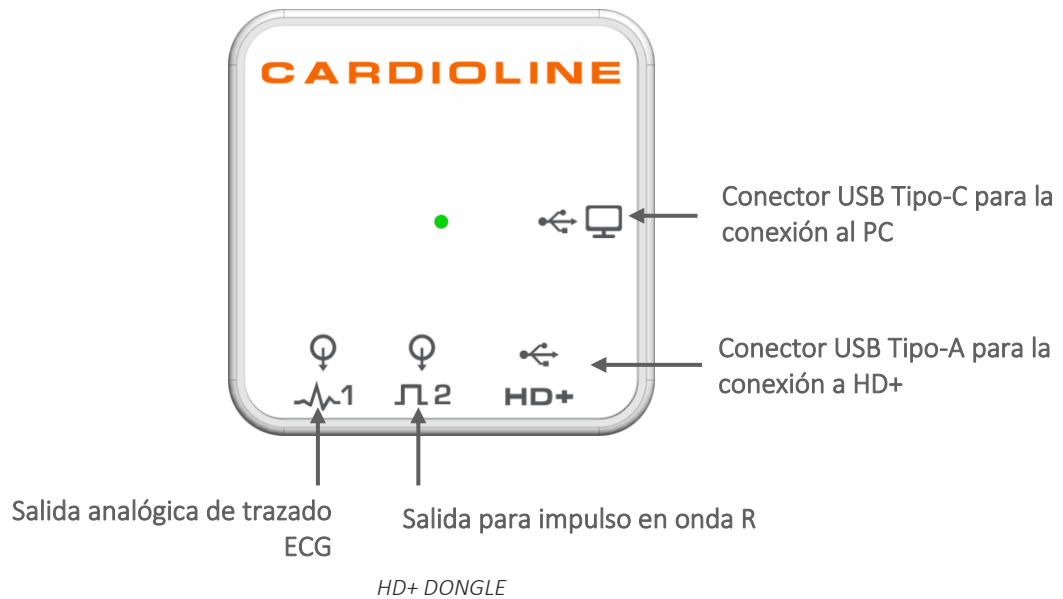 CARDIOLINE
Conector USB Tipo-C para la
conexión al PC
Conector USB Tipo-A para la
conexión a HD+
1
2
HD+
Salida analógica de trazado
ECG
Salida para impulso en onda R
HD+ DONGLE